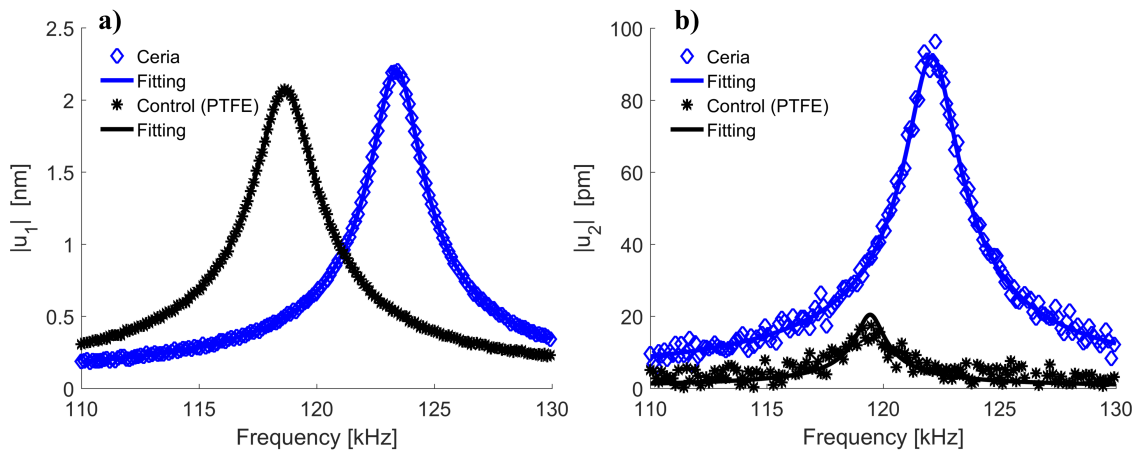 a)
|u₁| [nm]
2.5
2
1.5
1
0.5
0
Ceria
Fitting
Control (PTFE)
Fitting
110
115
120
125
130
Frequency [kHz]
b)
|u₂| [pm]
100
80
60
40
20
0
Ceria
Fitting
Control (PTFE)
Fitting
110
115
120
125
130
Frequency [kHz]